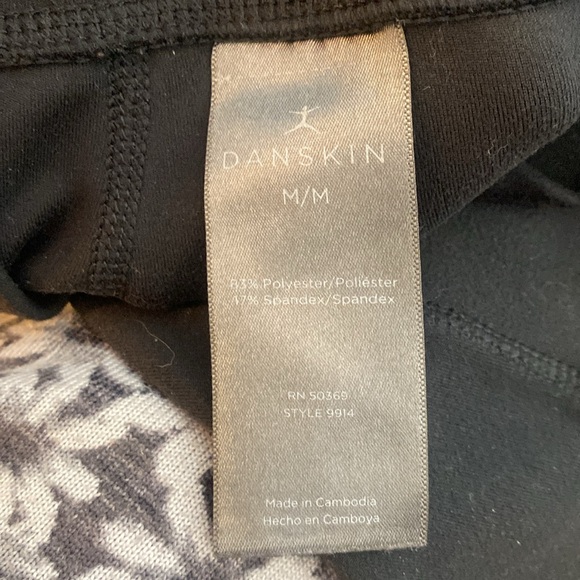 DANSKIN
M/M
83% Polyester/Poliéster
17% Spandex/Spandex
RN 50369
STYLE 9914
Made in Cambodia
Hecho en Camboya